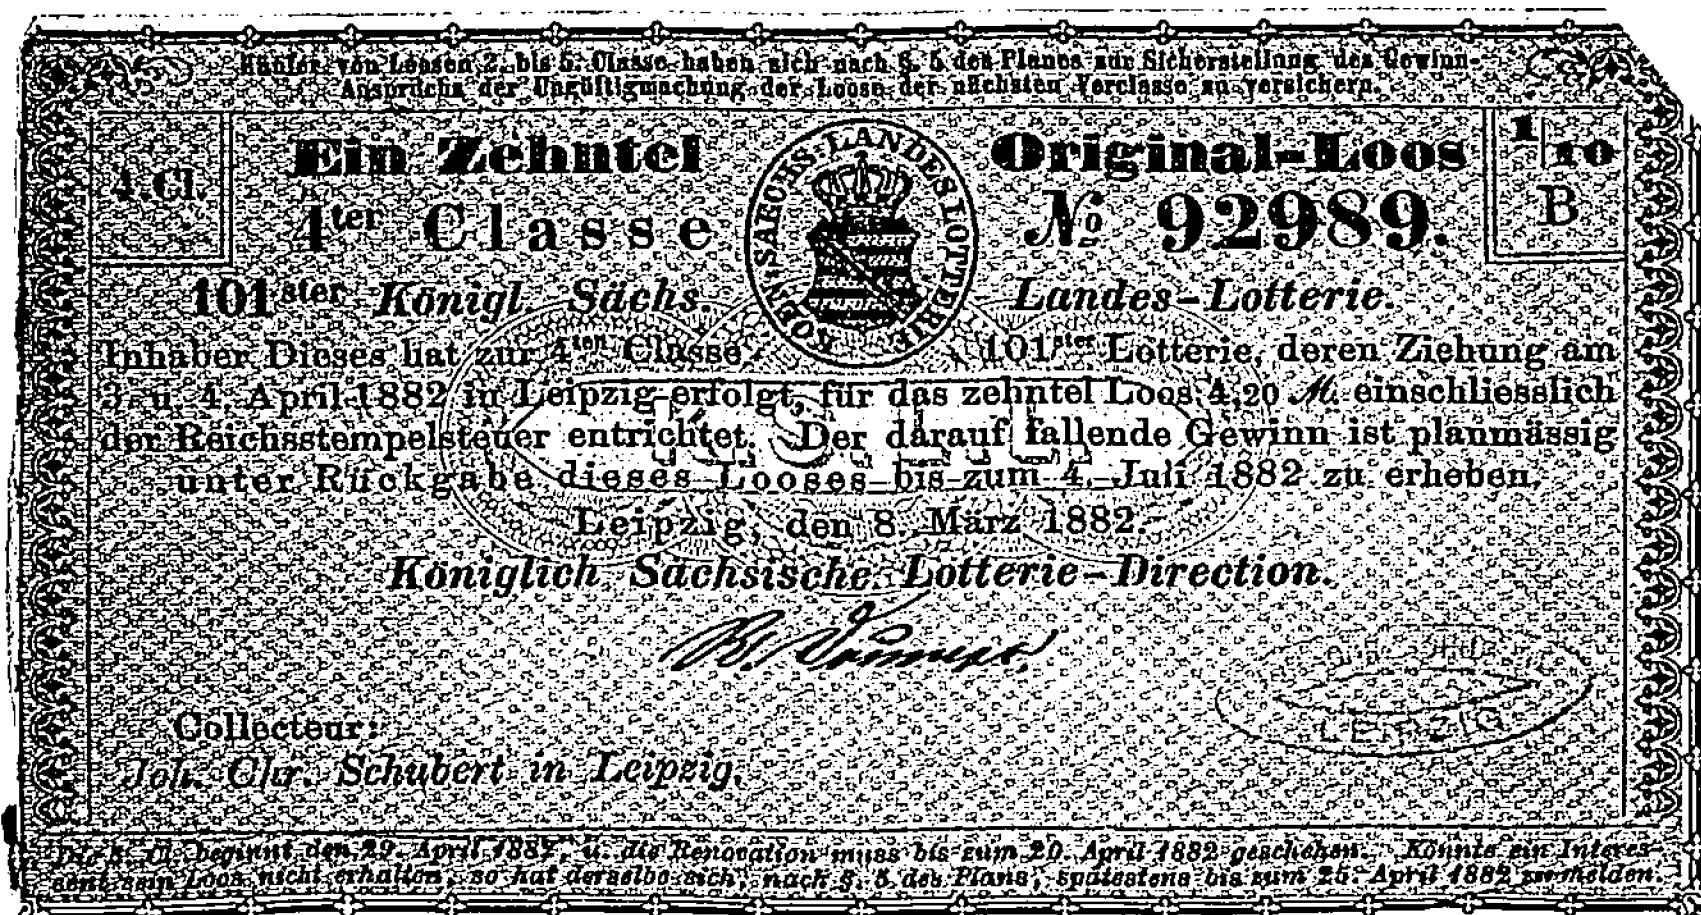 Käufer von Loosen 2. bis 5. Classe haben sich nach §. 5 des Planes zur Sicherstellung des Gewinn-
Anspruchs der Ungültigmachung der Loose der nächsten Vorclasse zu versichern.
4. Cl.
Ein Zehntel Original-Loos
1/10
B
4ter Classe No 92989.
KOEN. SAECHS. LANDES LOTTERIE
101ster Königl. Sächs. Landes-Lotterie.
Inhaber Dieses hat zur 4ten Classe 101ster Lotterie, deren Ziehung am
3. u. 4. April 1882 in Leipzig erfolgt, für das zehntel Loos 4,20 M. einschliesslich
der Reichsstempelsteuer entrichtet. Der darauf fallende Gewinn ist planmässig
unter Rückgabe dieses Looses bis zum 4. Juli 1882 zu erheben.
K.S.L.L.
Leipzig, den 8. März 1882.
Königlich Sächsische Lotterie-Direction.
LEIPZIG
Collecteur:
Joh. Chr. Schubert in Leipzig.
Die 5. Cl. beginnt den 29. April 1882, u. die Renovation muss bis zum 20. April 1882 geschehen. Könnte ein Interes-
sent sein Loos nicht erhalten, so hat derselbe sich, nach §. 5 des Plans, spätestens bis zum 25. April 1882 zu melden.